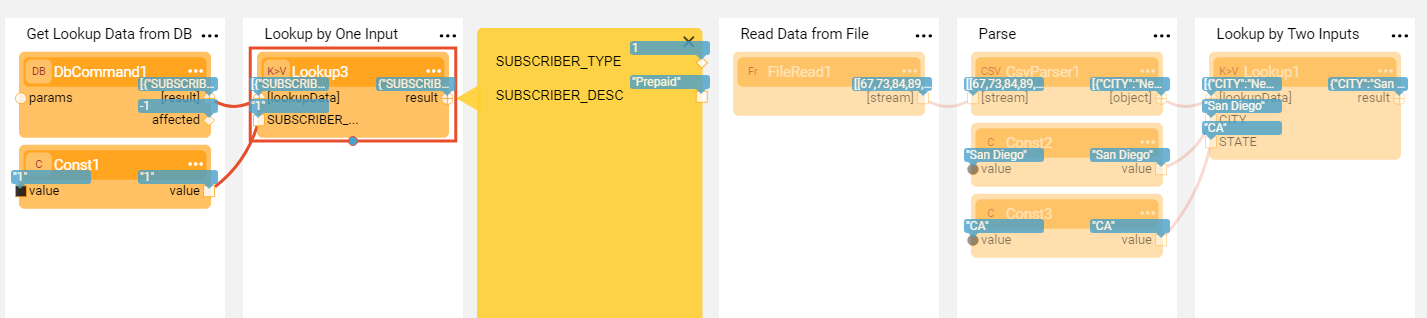 Get Lookup Data from DB ...
DB DbCommand1 ...
[{"SUBSCRIB...
params
[result]
-1
affected
C Const1 ...
"1"
"1"
value
value
Lookup by One Input ...
K>V Lookup3 ...
[{"SUBSCRIB...
{"SUBSCRIB...
[lookupData]
result
"1"
SUBSCRIBER_...
1
SUBSCRIBER_TYPE
"Prepaid"
SUBSCRIBER_DESC
Read Data from File ...
Fr FileRead1 ...
[[67,73,84,89,...
[stream]
Parse ...
CSV CsvParser1 ...
[[67,73,84,89,...
[{"CITY":"Ne...
[stream]
[object]
C Const2 ...
"San Diego"
"San Diego"
value
value
C Const3 ...
"CA"
"CA"
value
value
Lookup by Two Inputs ...
K>V Lookup1 ...
[{"CITY":"Ne...
{"CITY":"San ...
[lookupData]
result
"San Diego"
CITY
"CA"
STATE